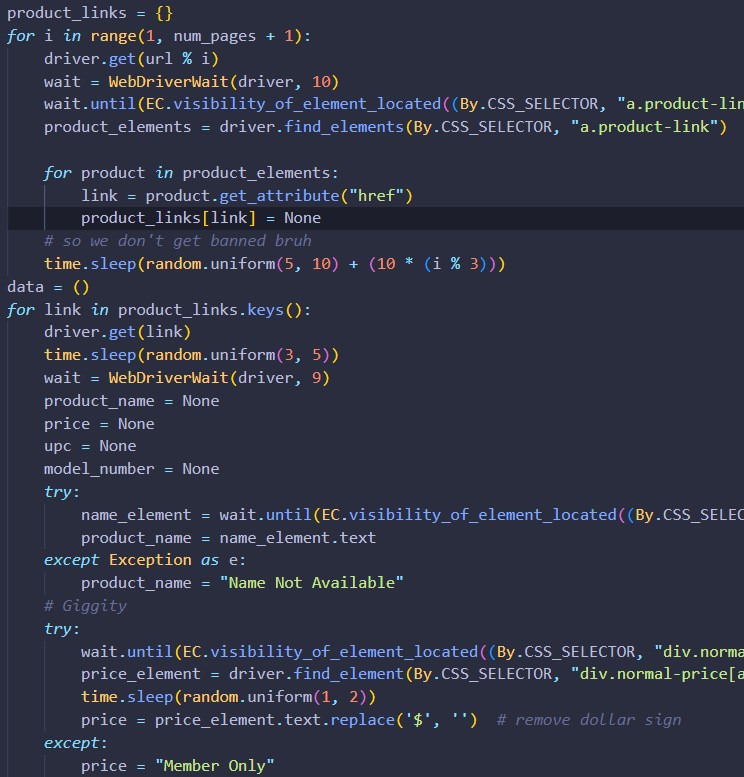 product_links = {}
for i in range(1, num_pages + 1):
    driver.get(url % i)
    wait = WebDriverWait(driver, 10)
    wait.until(EC.visibility_of_element_located((By.CSS_SELECTOR, "a.product-lin
    product_elements = driver.find_elements(By.CSS_SELECTOR, "a.product-link")

    for product in product_elements:
        link = product.get_attribute("href")
        product_links[link] = None
    # so we don't get banned bruh
    time.sleep(random.uniform(5, 10) + (10 * (i % 3)))
data = ()
for link in product_links.keys():
    driver.get(link)
    time.sleep(random.uniform(3, 5))
    wait = WebDriverWait(driver, 9)
    product_name = None
    price = None
    upc = None
    model_number = None
    try:
        name_element = wait.until(EC.visibility_of_element_located((By.CSS_SELEC
        product_name = name_element.text
    except Exception as e:
        product_name = "Name Not Available"
    # Giggity
    try:
        wait.until(EC.visibility_of_element_located((By.CSS_SELECTOR, "div.norma
        price_element = driver.find_element(By.CSS_SELECTOR, "div.normal-price[a
        time.sleep(random.uniform(1, 2))
        price = price_element.text.replace('$', '')  # remove dollar sign
    except:
        price = "Member Only"